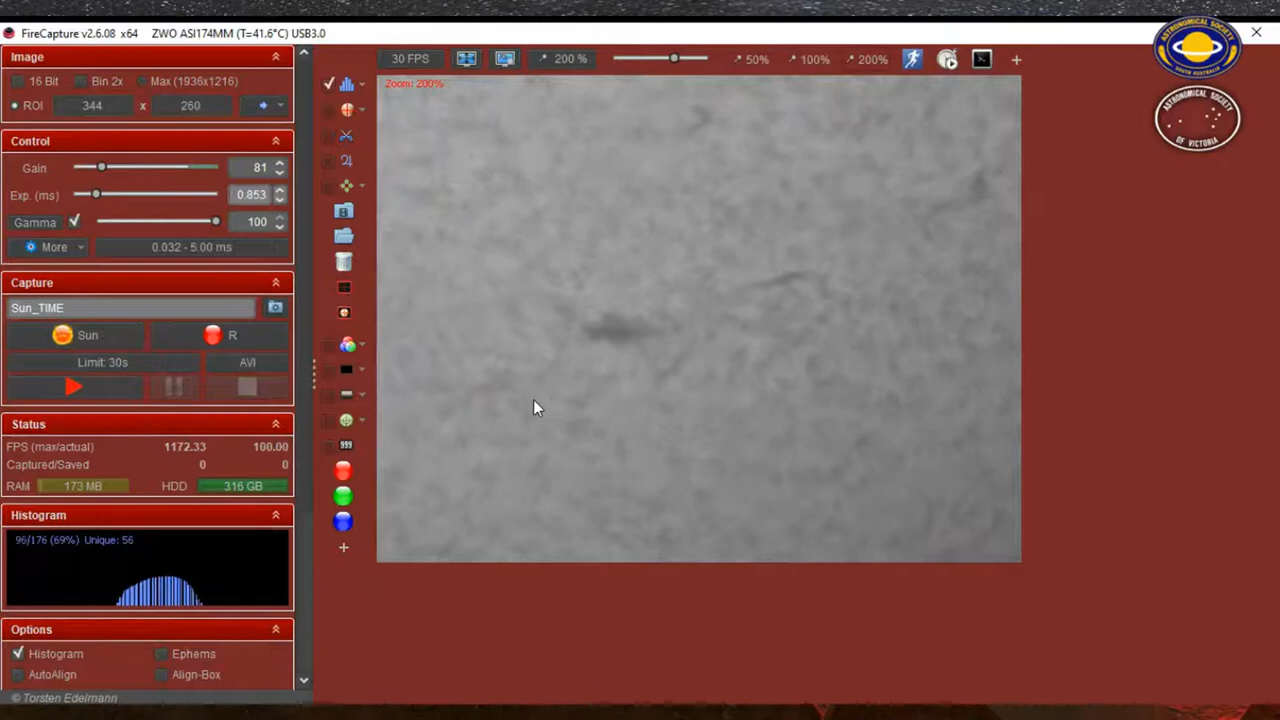 FireCapture v2.6.08 x64 ZWO ASI174MM (T=41.6°C) USB3.0
Image
16 Bit Bin 2x Max (1936x1216)
ROI 344 x 260
Control
Gain 81
Exp. (ms) 0.853
Gamma 100
More 0.032 - 5.00 ms
Capture
Sun_TIME
Sun R
Limit: 30s AVI
Status
FPS (max/actual) 1172.33 100.00
Captured/Saved 0 0
RAM 173 MB HDD 316 GB
Histogram
96/176 (69%) Unique: 56
Options
Histogram Ephems
AutoAlign Align-Box
© Torsten Edelmann
30 FPS 200 % 50% 100% 200%
Zoom: 200%
999
ASTRONOMICAL SOCIETY
SOUTH AUSTRALIA
ASTRONOMICAL SOCIETY
OF VICTORIA